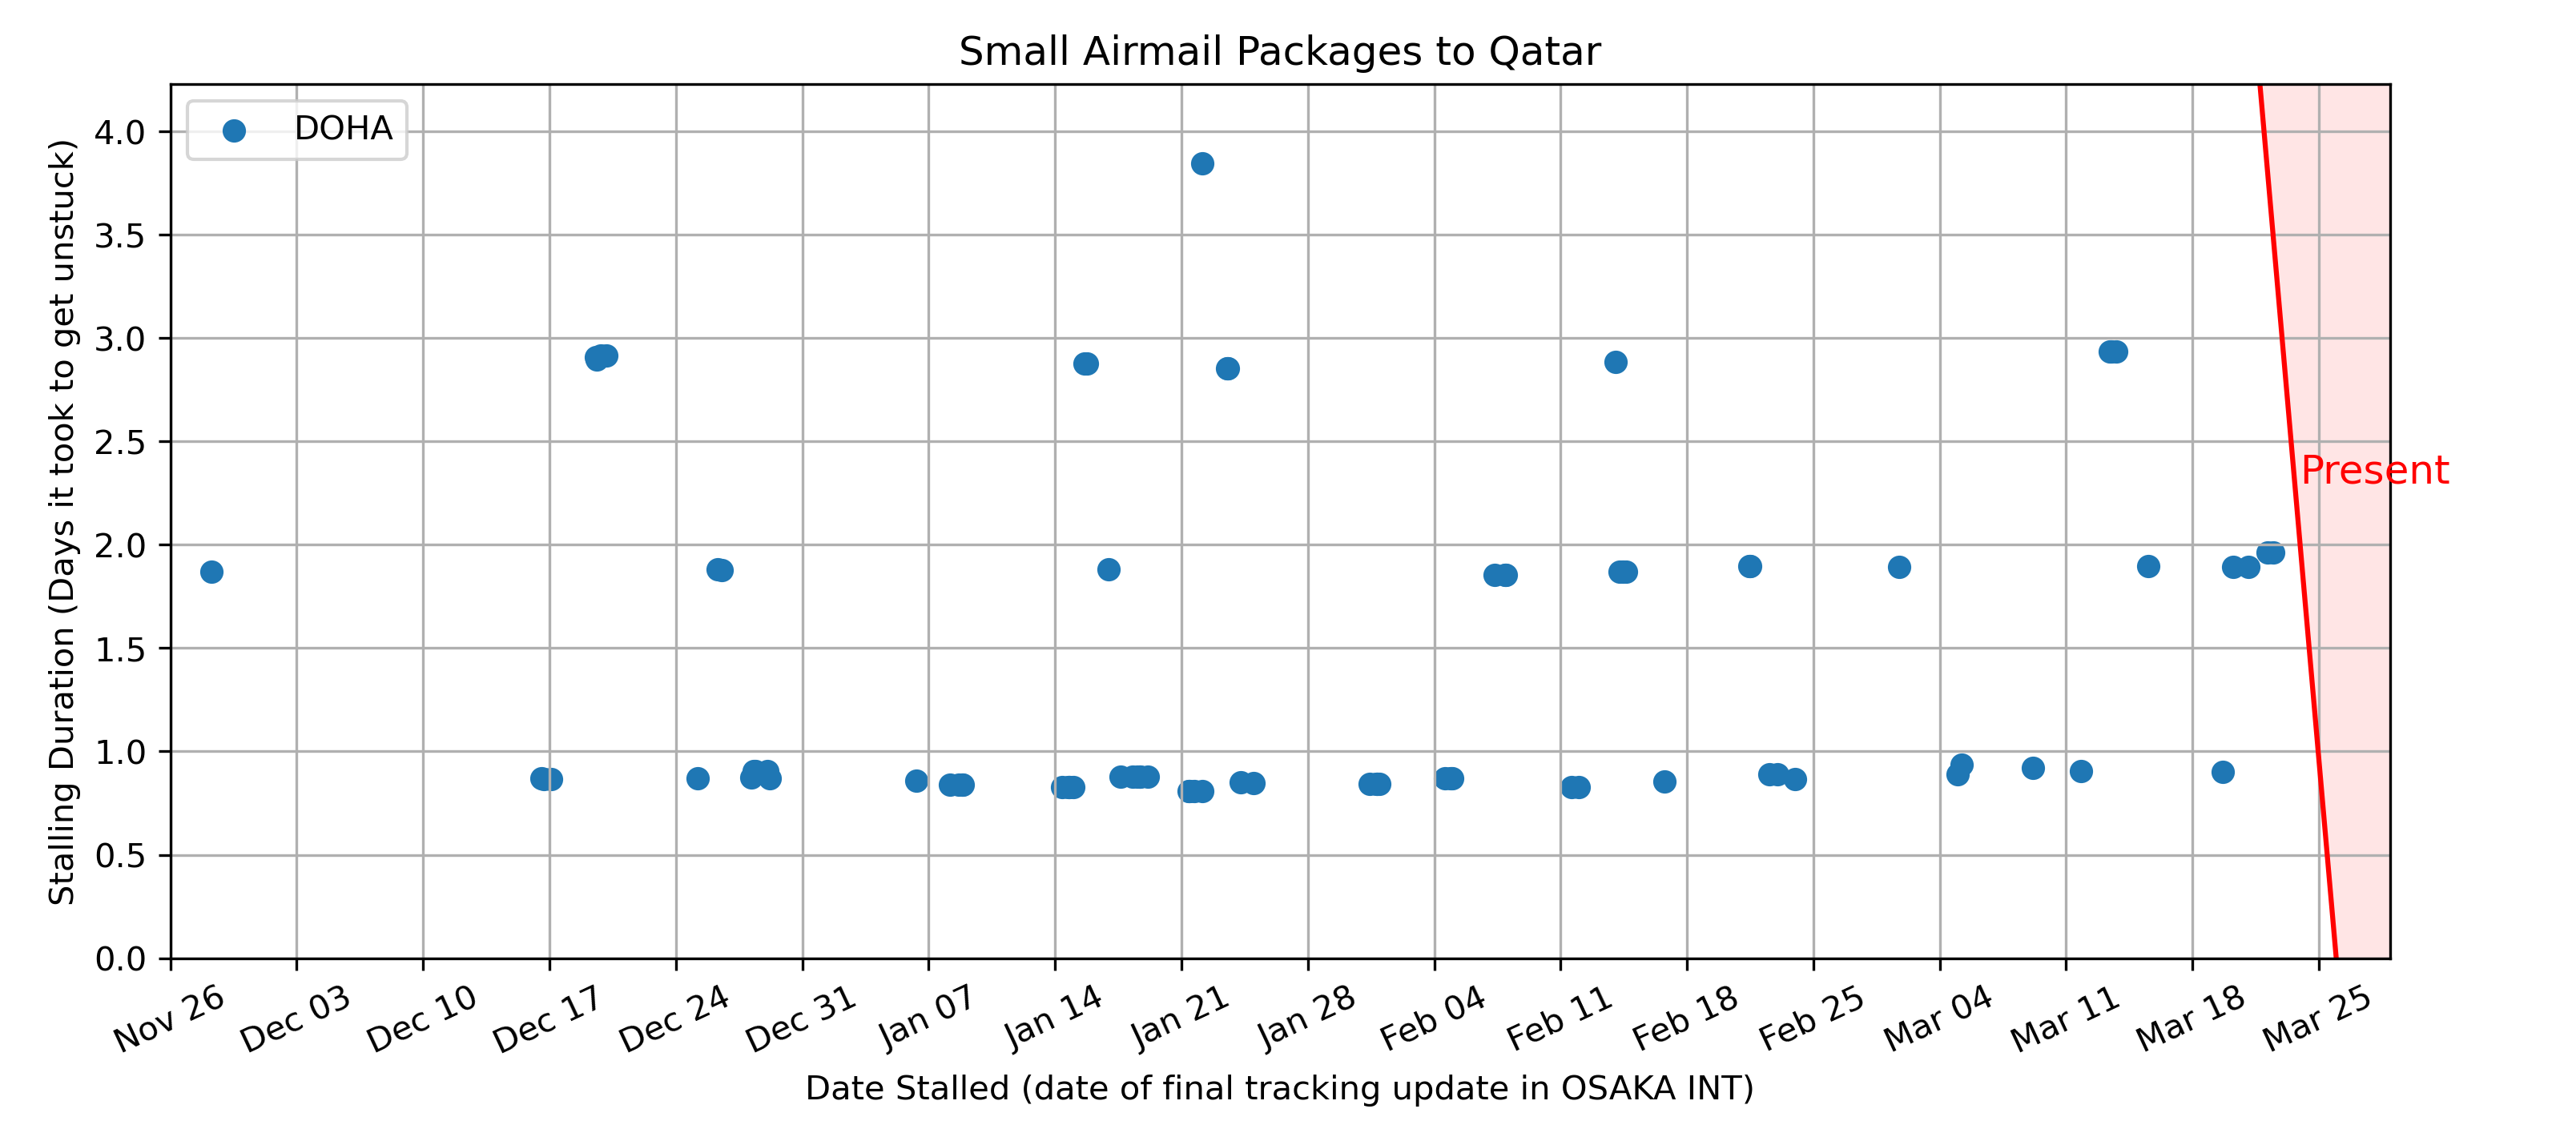 Small Airmail Packages to Qatar
DOHA
Stalling Duration (Days it took to get unstuck)
4.0
3.5
3.0
2.5
2.0
1.5
1.0
0.5
0.0
Present
Nov 26 Dec 03 Dec 10 Dec 17 Dec 24 Dec 31 Jan 07 Jan 14 Jan 21 Jan 28 Feb 04 Feb 11 Feb 18 Feb 25 Mar 04 Mar 11 Mar 18 Mar 25
Date Stalled (date of final tracking update in OSAKA INT)